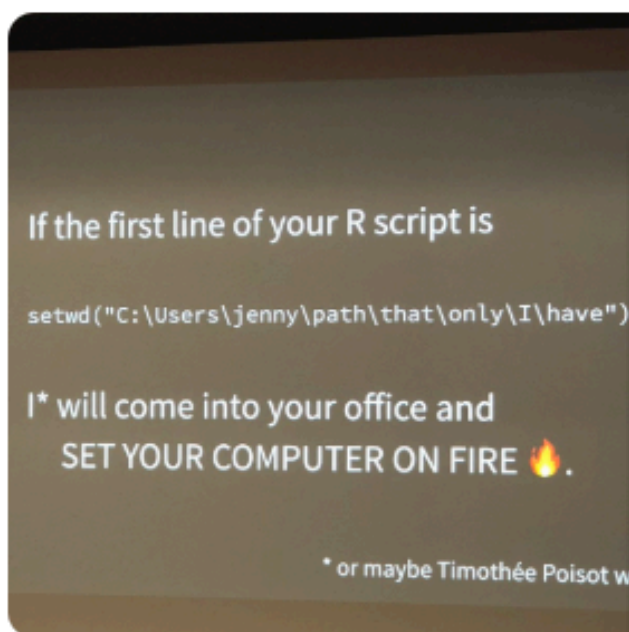 If the first line of your R script is
setwd("C:\Users\jenny\path\that\only\I\have")
I* will come into your office and
SET YOUR COMPUTER ON FIRE 🔥.
* or maybe Timothée Poisot